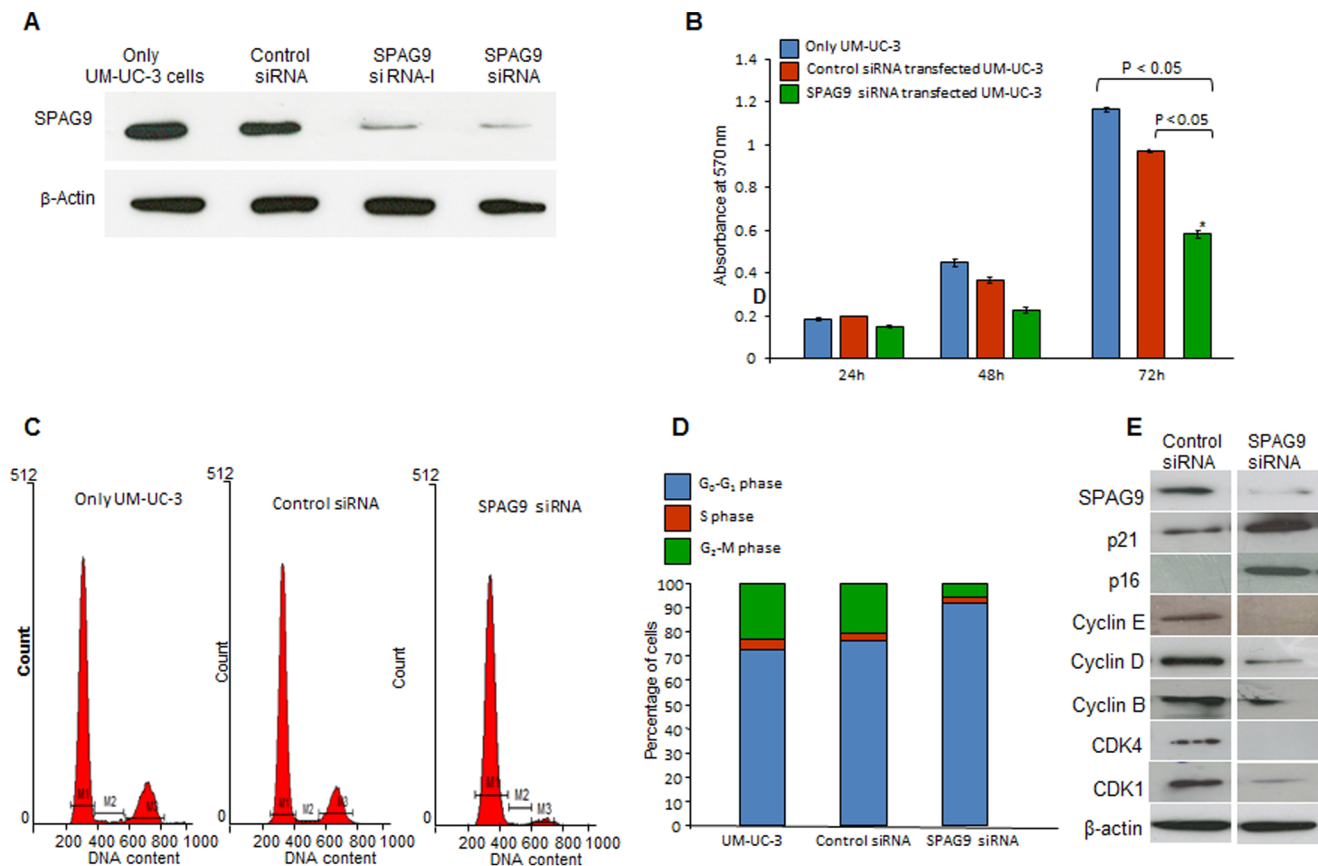 A
Only
UM-UC-3 cells
Control
siRNA
SPAG9
siRNA-I
SPAG9
siRNA
SPAG9
β-Actin
B
Only UM-UC-3
Control siRNA transfected UM-UC-3
SPAG9 siRNA transfected UM-UC-3
P < 0.05
P < 0.05
*
Absorbance at 570 nm
D
1.4
1.2
1
0.8
0.6
0.4
0.2
0
24h
48h
72h
C
512
Only UM-UC-3
Count
M1
M2
M3
0
200 400 600 800 1000
DNA content
512
Control siRNA
Count
M1
M2
M3
0
200 400 600 800 1000
DNA content
512
SPAG9 siRNA
Count
M1
M2
M3
0
200 400 600 800 1000
DNA content
D
G₀-G₁ phase
S phase
G₂-M phase
Percentage of cells
100
90
80
70
60
50
40
30
20
10
0
UM-UC-3
Control siRNA
SPAG9 siRNA
E
Control
siRNA
SPAG9
siRNA
SPAG9
p21
p16
Cyclin E
Cyclin D
Cyclin B
CDK4
CDK1
β-actin